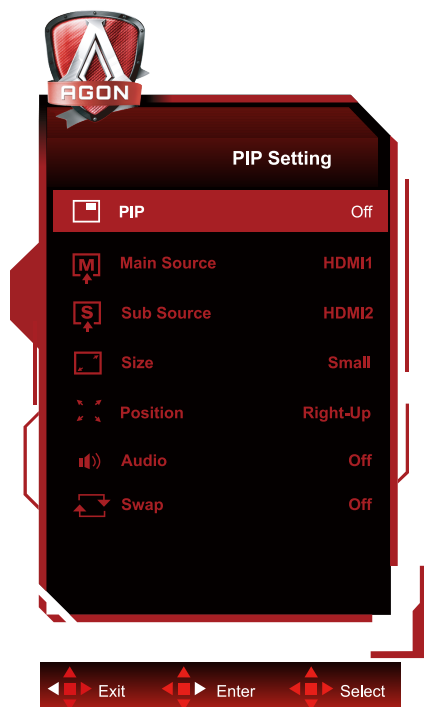 AGON
PIP Setting
PIP Off
Main Source HDMI1
Sub Source HDMI2
Size Small
Position Right-Up
Audio Off
Swap Off
Exit Enter Select